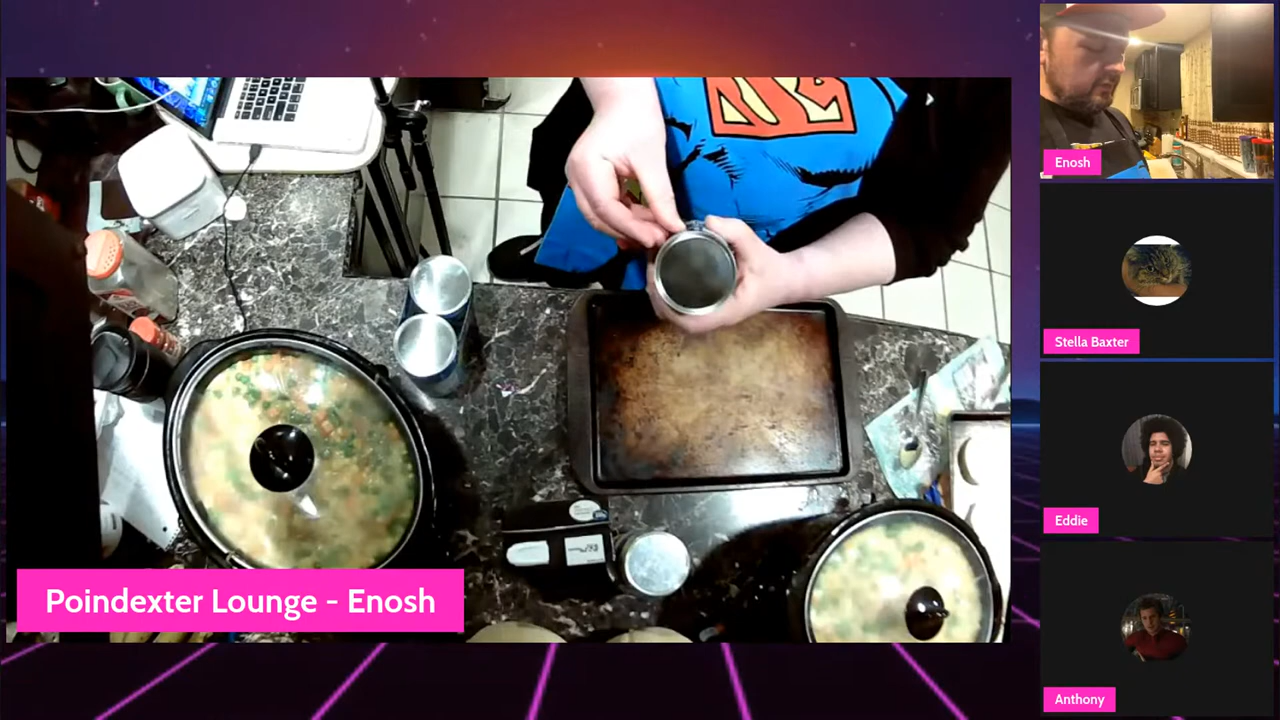 Enosh
Stella Baxter
Eddie
Anthony
Poindexter Lounge - Enosh